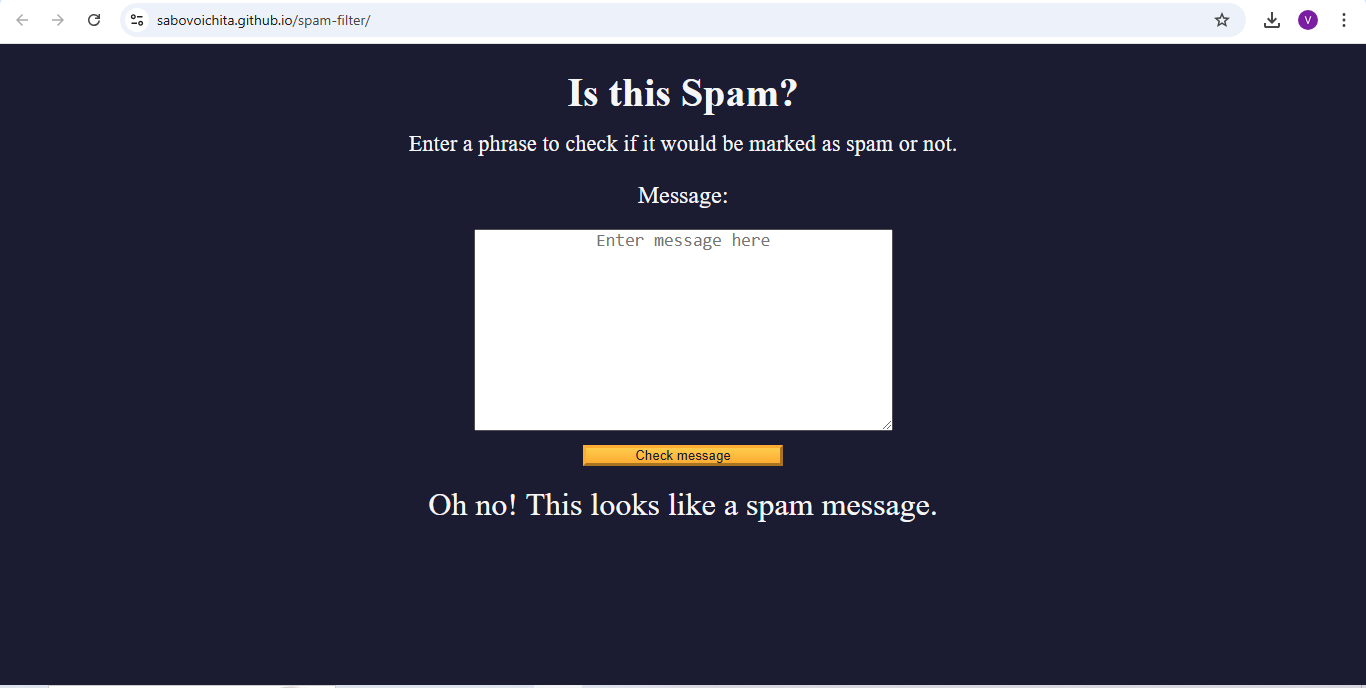 sabovoichita.github.io/spam-filter/
V
Is this Spam?
Enter a phrase to check if it would be marked as spam or not.
Message:
Enter message here
Check message
Oh no! This looks like a spam message.